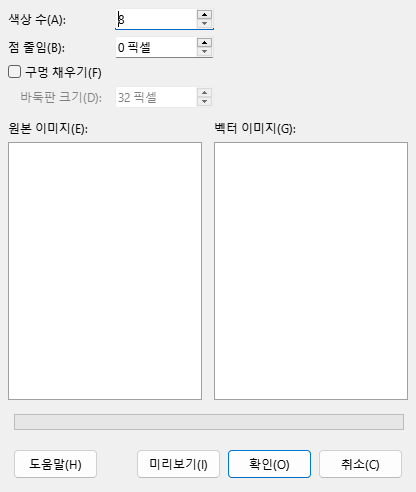 색상 수(A): 8
점 줄임(B): 0 픽셀
구멍 채우기(F)
바둑판 크기(D): 32 픽셀
원본 이미지(E): 벡터 이미지(G):
도움말(H) 미리보기(I) 확인(O) 취소(C)